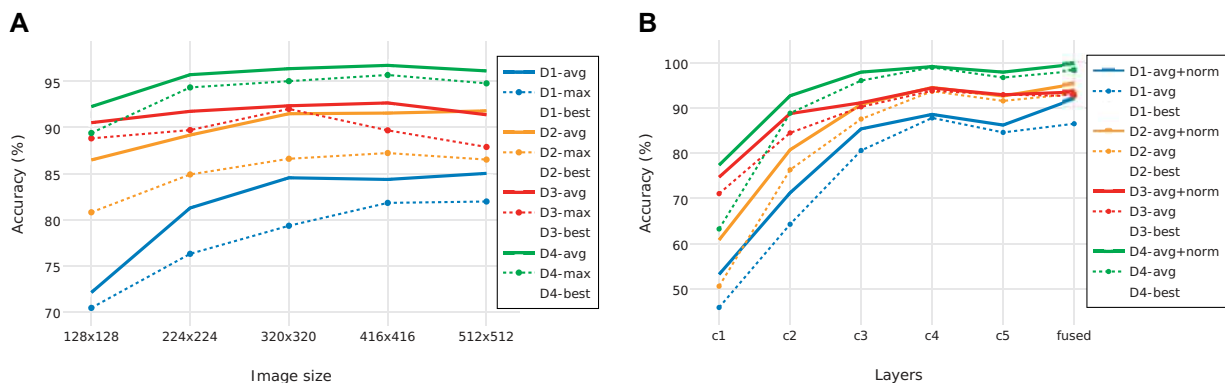 A
Accuracy (%)
95
90
85
80
75
70
128x128
224x224
320x320
416x416
512x512
Image size
D1-avg
D1-max
D1-best
D2-avg
D2-max
D2-best
D3-avg
D3-max
D3-best
D4-avg
D4-max
D4-best
B
Accuracy (%)
100
90
80
70
60
50
c1
c2
c3
c4
c5
fused
Layers
D1-avg+norm
D1-avg
D1-best
D2-avg+norm
D2-avg
D2-best
D3-avg+norm
D3-avg
D3-best
D4-avg+norm
D4-avg
D4-best